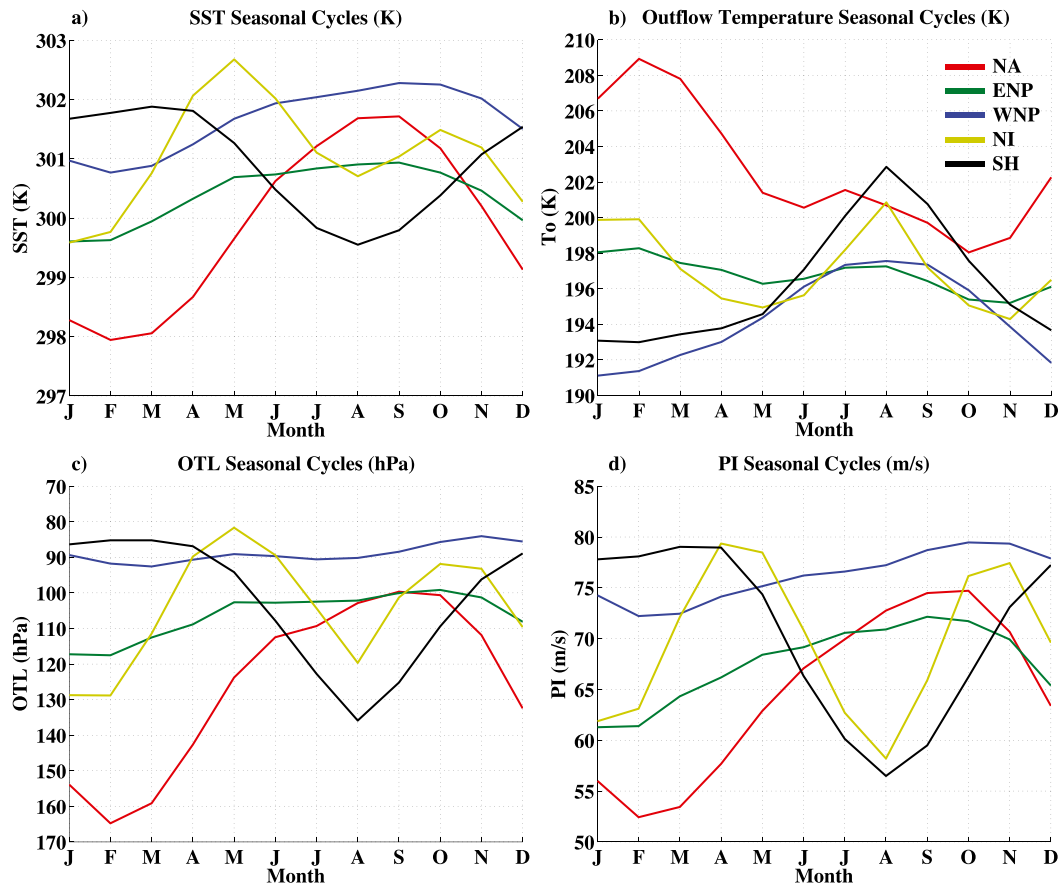 a) SST Seasonal Cycles (K)
303
302
301
300
299
298
297
SST (K)
J F M A M J J A S O N D
Month
b) Outflow Temperature Seasonal Cycles (K)
210
208
206
204
202
200
198
196
194
192
190
To (K)
NA
ENP
WNP
NI
SH
J F M A M J J A S O N D
Month
c) OTL Seasonal Cycles (hPa)
70
80
90
100
110
120
130
140
150
160
170
OTL (hPa)
J F M A M J J A S O N D
Month
d) PI Seasonal Cycles (m/s)
85
80
75
70
65
60
55
50
PI (m/s)
J F M A M J J A S O N D
Month